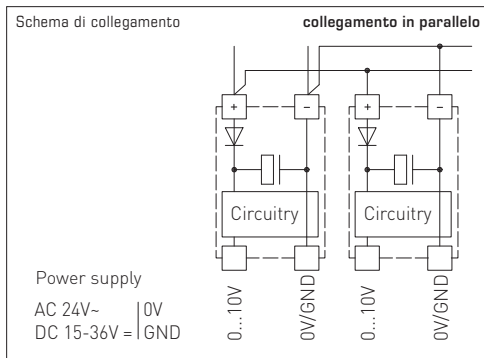 Schema di collegamento
collegamento in parallelo
+ − + −
Circuitry Circuitry
0...10V 0V/GND 0...10V 0V/GND
Power supply
AC 24V~ | 0V
DC 15-36V = | GND